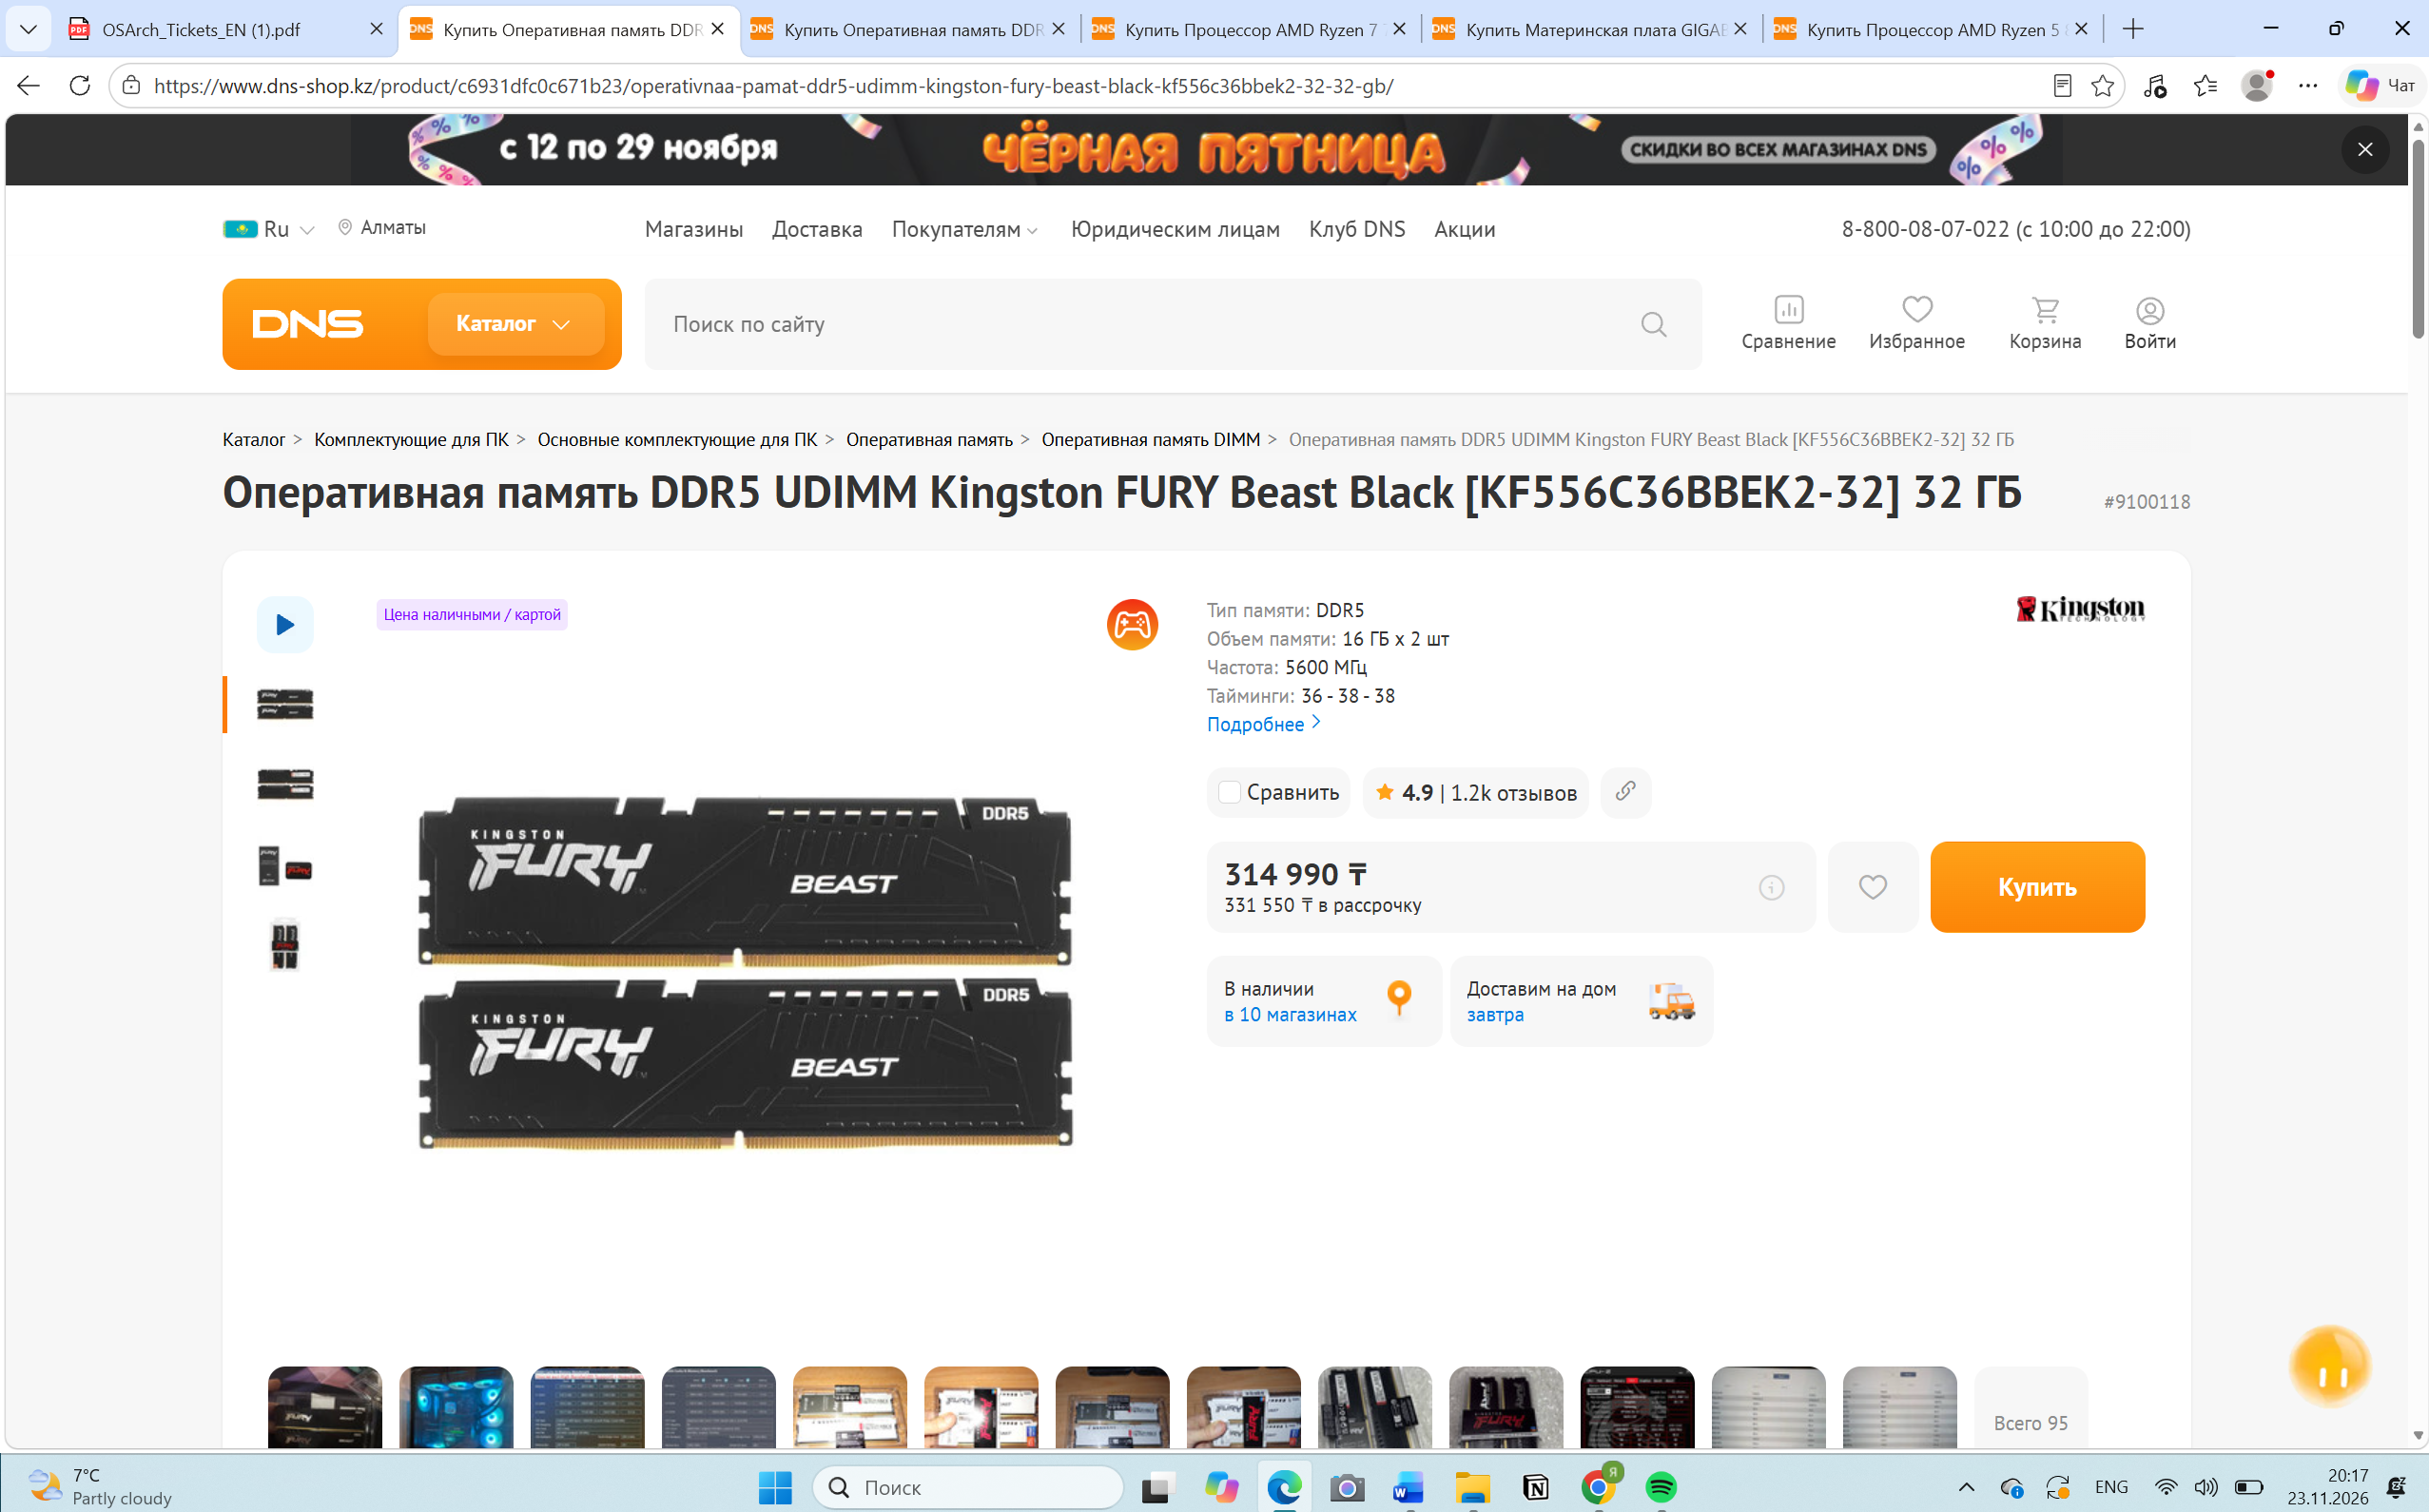 OSArch_Tickets_EN (1).pdf
Купить Оперативная память DDR
Купить Оперативная память DDR
Купить Процессор AMD Ryzen 7
Купить Материнская плата GIGAB
Купить Процессор AMD Ryzen 5
https://www.dns-shop.kz/product/c6931dfc0c671b23/operativnaa-pamat-ddr5-udimm-kingston-fury-beast-black-kf556c36bbek2-32-32-gb/
Чат
с 12 по 29 ноября
ЧЁРНАЯ ПЯТНИЦА
СКИДКИ ВО ВСЕХ МАГАЗИНАХ DNS
Ru
Алматы
Магазины
Доставка
Покупателям
Юридическим лицам
Клуб DNS
Акции
8-800-08-07-022 (с 10:00 до 22:00)
DNS
Каталог
Поиск по сайту
Сравнение
Избранное
Корзина
Войти
Каталог > Комплектующие для ПК > Основные комплектующие для ПК > Оперативная память > Оперативная память DIMM > Оперативная память DDR5 UDIMM Kingston FURY Beast Black [KF556C36BBEK2-32] 32 ГБ
Оперативная память DDR5 UDIMM Kingston FURY Beast Black [KF556C36BBEK2-32] 32 ГБ
#9100118
Цена наличными / картой
Тип памяти: DDR5
Объем памяти: 16 ГБ x 2 шт
Частота: 5600 МГц
Тайминги: 36 - 38 - 38
Подробнее
Kingston
TECHNOLOGY
Сравнить
4.9 | 1.2k отзывов
314 990 ₸
331 550 ₸ в рассрочку
Купить
В наличии
в 10 магазинах
Доставим на дом
завтра
KINGSTON
FURY
BEAST
DDR5
KINGSTON
FURY
BEAST
DDR5
Всего 95
7°C
Partly cloudy
Поиск
ENG
20:17
23.11.2026